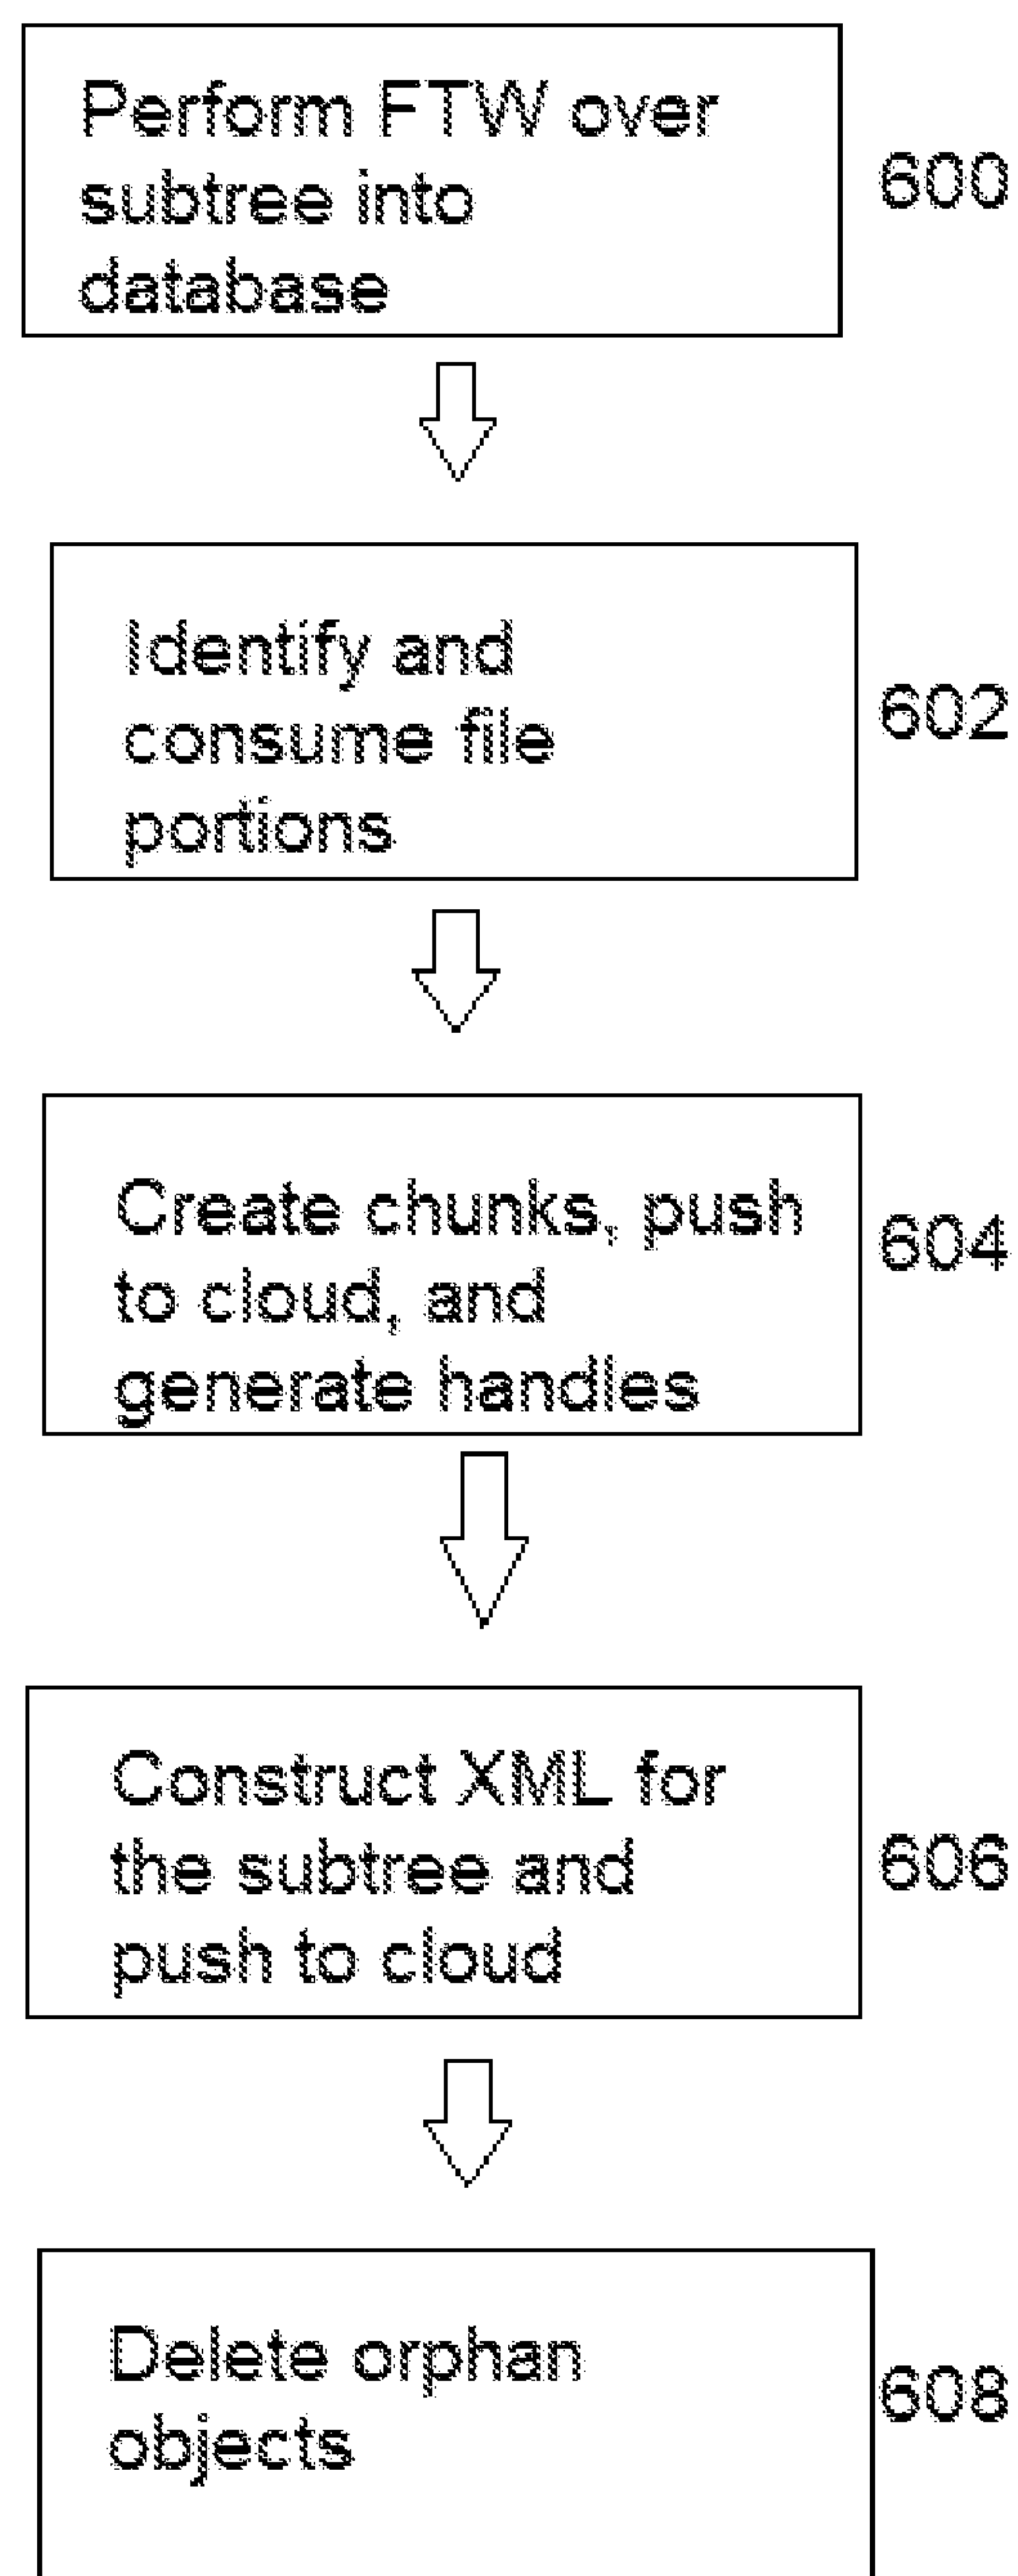 Perform FTW over
subtree into
database
600
Identify and
consume file
portions
602
Create chunks, push
to cloud, and
generate handles
604
Construct XML for
the subtree and
push to cloud
606
Delete orphan
objects
608